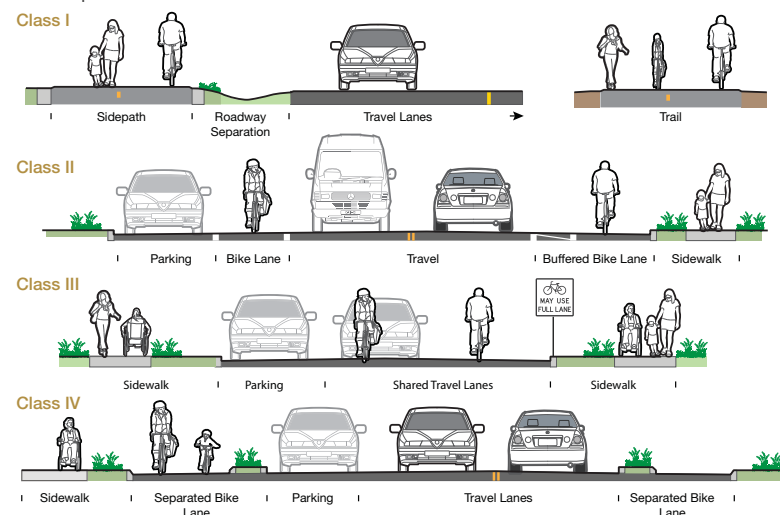 Class I
Sidepath
Roadway
Separation
Travel Lanes
Trail
Class II
Parking
Bike Lane
Travel
Buffered Bike Lane
Sidewalk
Class III
MAY USE
FULL LANE
Sidewalk
Parking
Shared Travel Lanes
Sidewalk
Class IV
Sidewalk
Separated Bike
Lane
Parking
Travel Lanes
Separated Bike
Lane